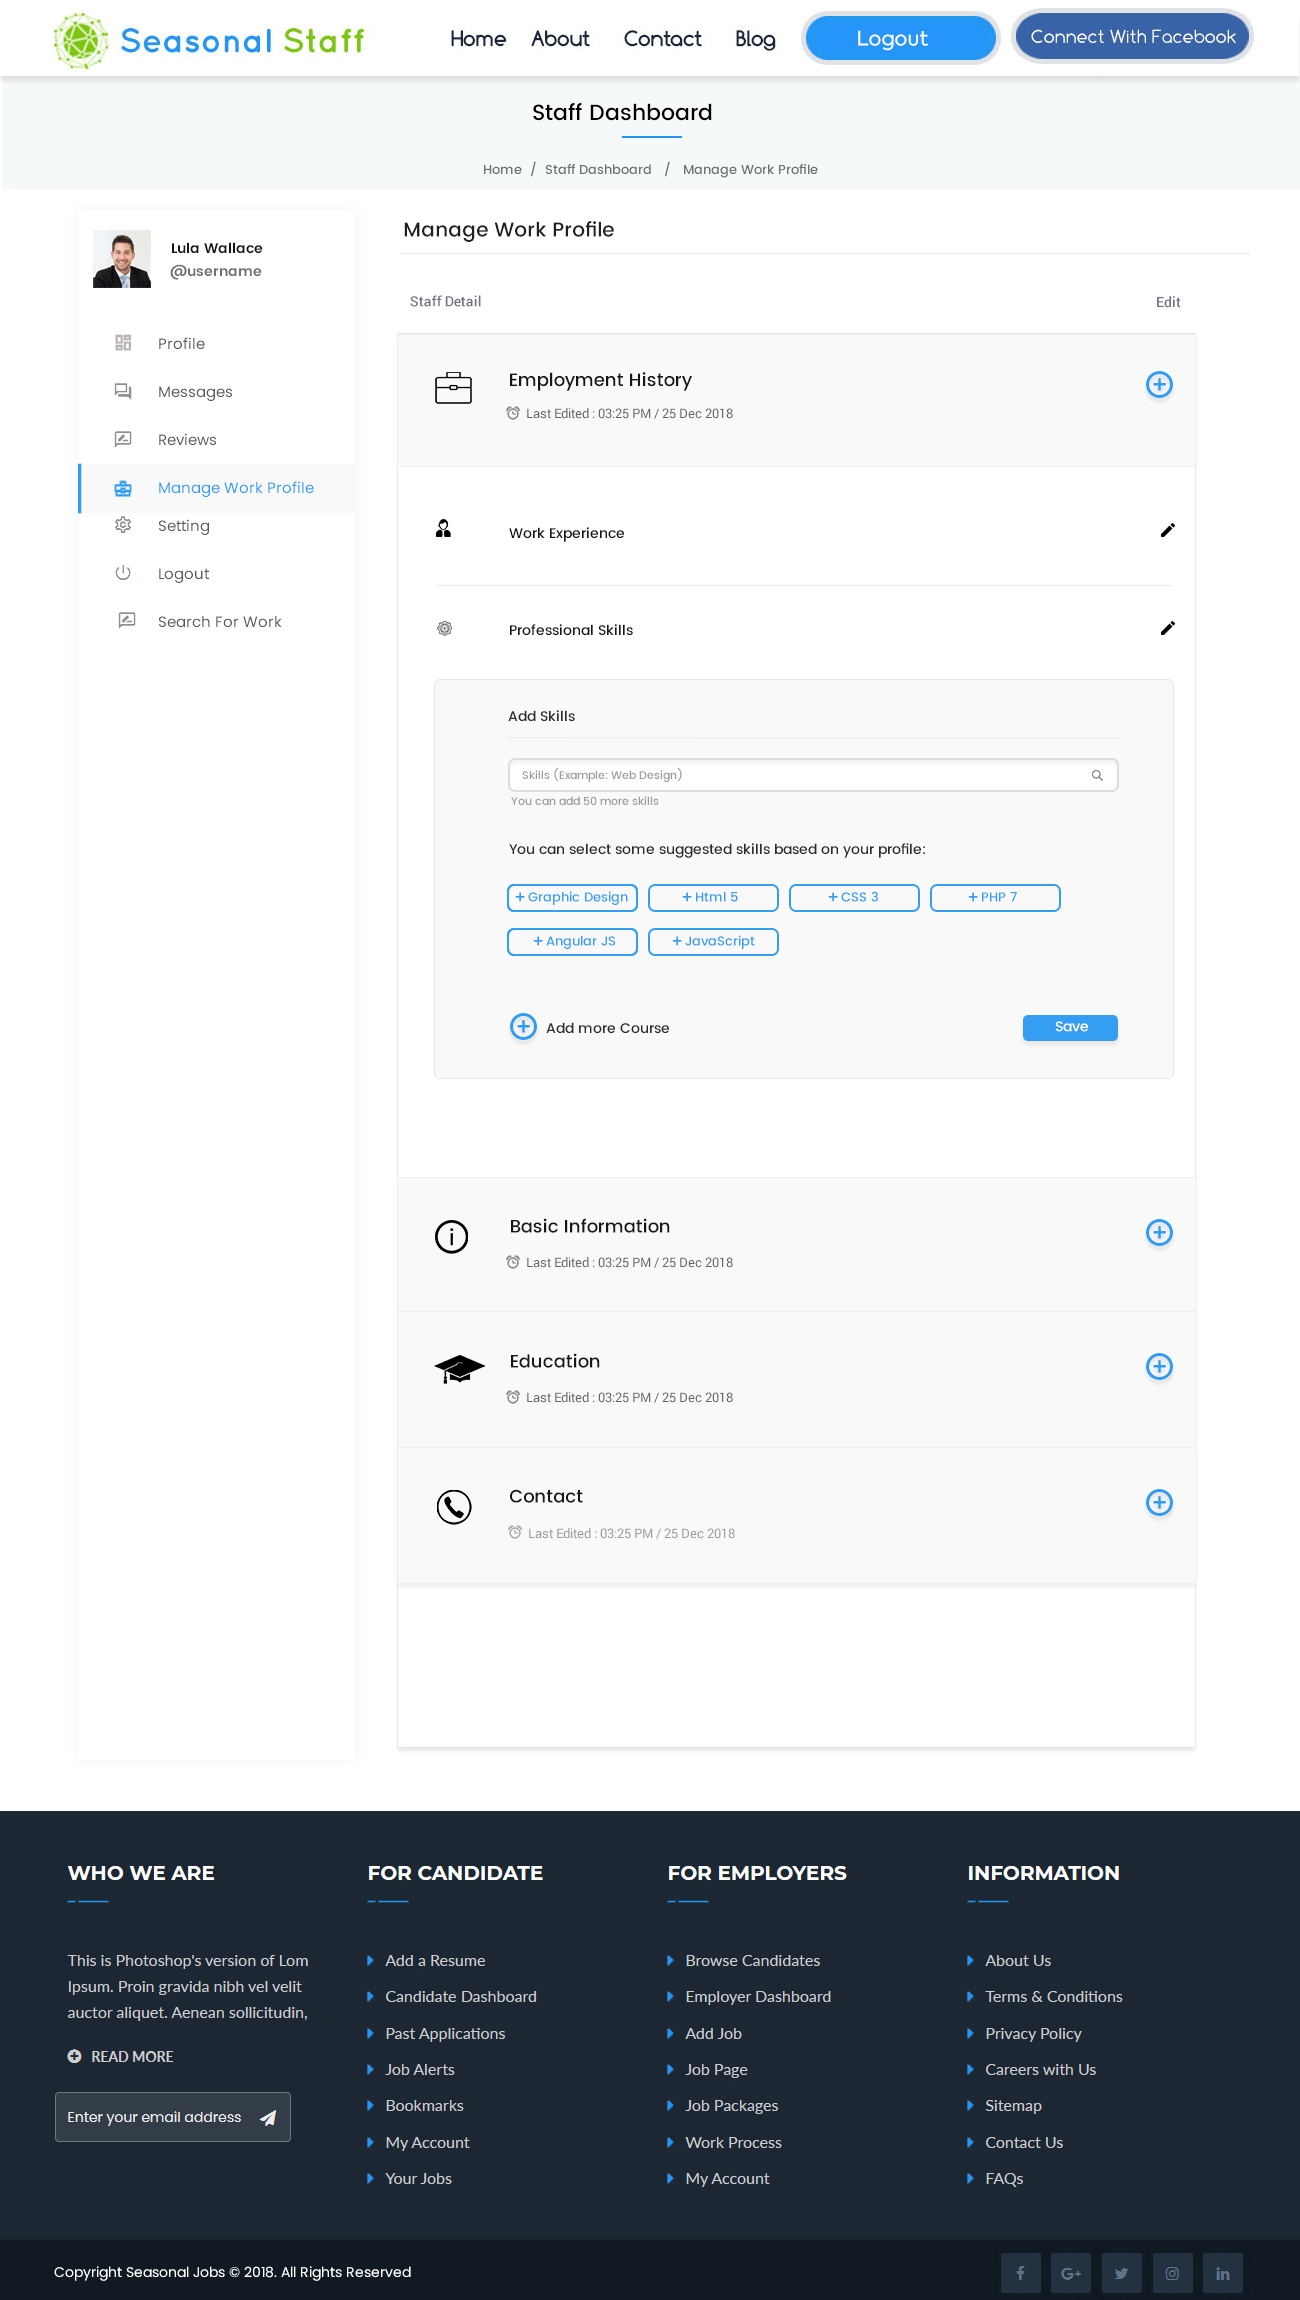 Seasonal Staff
Home About Contact Blog Logout Connect With Facebook
Staff Dashboard
Home / Staff Dashboard / Manage Work Profile
Lula Wallace
@username
Profile
Messages
Reviews
Manage Work Profile
Setting
Logout
Search For Work
Manage Work Profile
Staff Detail Edit
Employment History
Last Edited : 03:25 PM / 25 Dec 2018
Work Experience
Professional Skills
Add Skills
Skills (Example: Web Design)
You can add 50 more skills
You can select some suggested skills based on your profile:
+ Graphic Design + Html 5 + CSS 3 + PHP 7
+ Angular JS + JavaScript
Add more Course Save
Basic Information
Last Edited : 03:25 PM / 25 Dec 2018
Education
Last Edited : 03:25 PM / 25 Dec 2018
Contact
Last Edited : 03:25 PM / 25 Dec 2018
WHO WE ARE
This is Photoshop's version of Lom
Ipsum. Proin gravida nibh vel velit
auctor aliquet. Aenean sollicitudin,
READ MORE
Enter your email address
FOR CANDIDATE
Add a Resume
Candidate Dashboard
Past Applications
Job Alerts
Bookmarks
My Account
Your Jobs
FOR EMPLOYERS
Browse Candidates
Employer Dashboard
Add Job
Job Page
Job Packages
Work Process
My Account
INFORMATION
About Us
Terms & Conditions
Privacy Policy
Careers with Us
Sitemap
Contact Us
FAQs
Copyright Seasonal Jobs © 2018. All Rights Reserved